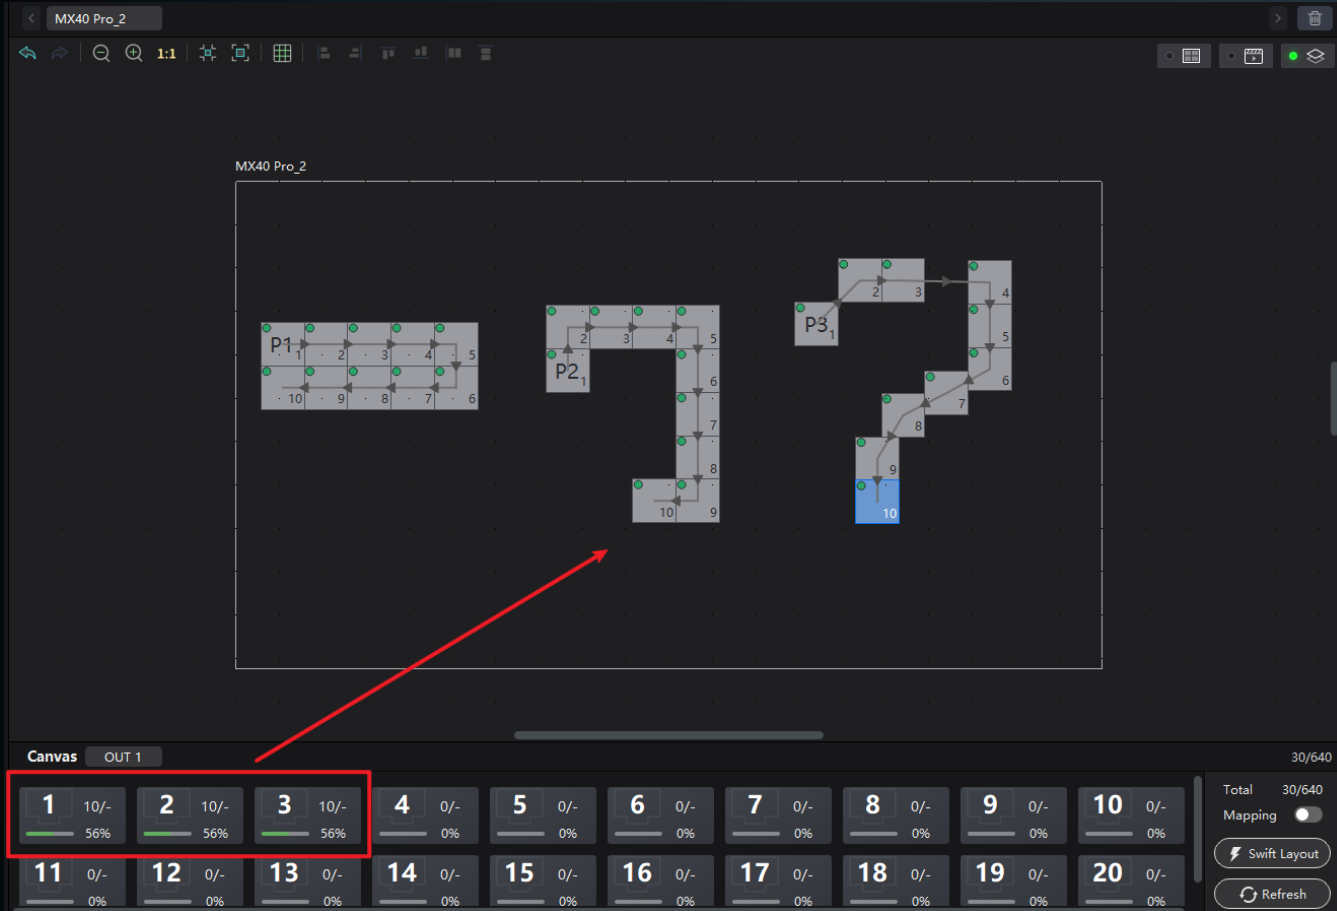 MX40 Pro_2
1:1
MX40 Pro_2
P1 1 2 3 4 5
10 9 8 7 6
2 3 4 5
P2 1 6
7
8
10 9
2 3 4
P3 1 5
6
7
8
9
10
Canvas OUT 1 30/640
1 10/- 56%
2 10/- 56%
3 10/- 56%
4 0/- 0%
5 0/- 0%
6 0/- 0%
7 0/- 0%
8 0/- 0%
9 0/- 0%
10 0/- 0%
11 0/- 0%
12 0/- 0%
13 0/- 0%
14 0/- 0%
15 0/- 0%
16 0/- 0%
17 0/- 0%
18 0/- 0%
19 0/- 0%
20 0/- 0%
Total 30/640
Mapping
Swift Layout
Refresh